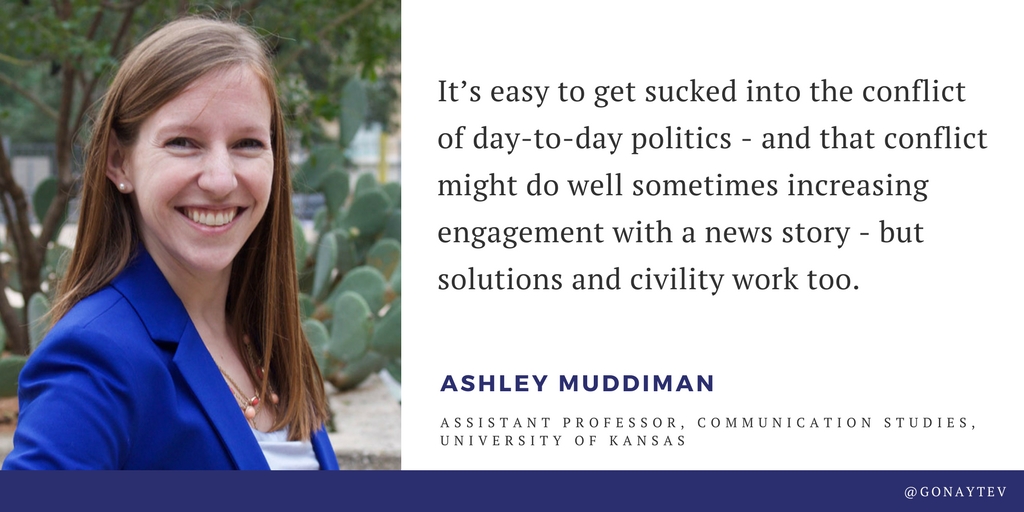 It’s easy to get sucked into the conflict
of day-to-day politics - and that conflict
might do well sometimes increasing
engagement with a news story - but
solutions and civility work too.
ASHLEY MUDDIMAN
ASSISTANT PROFESSOR, COMMUNICATION STUDIES,
UNIVERSITY OF KANSAS
@GONAYTEV